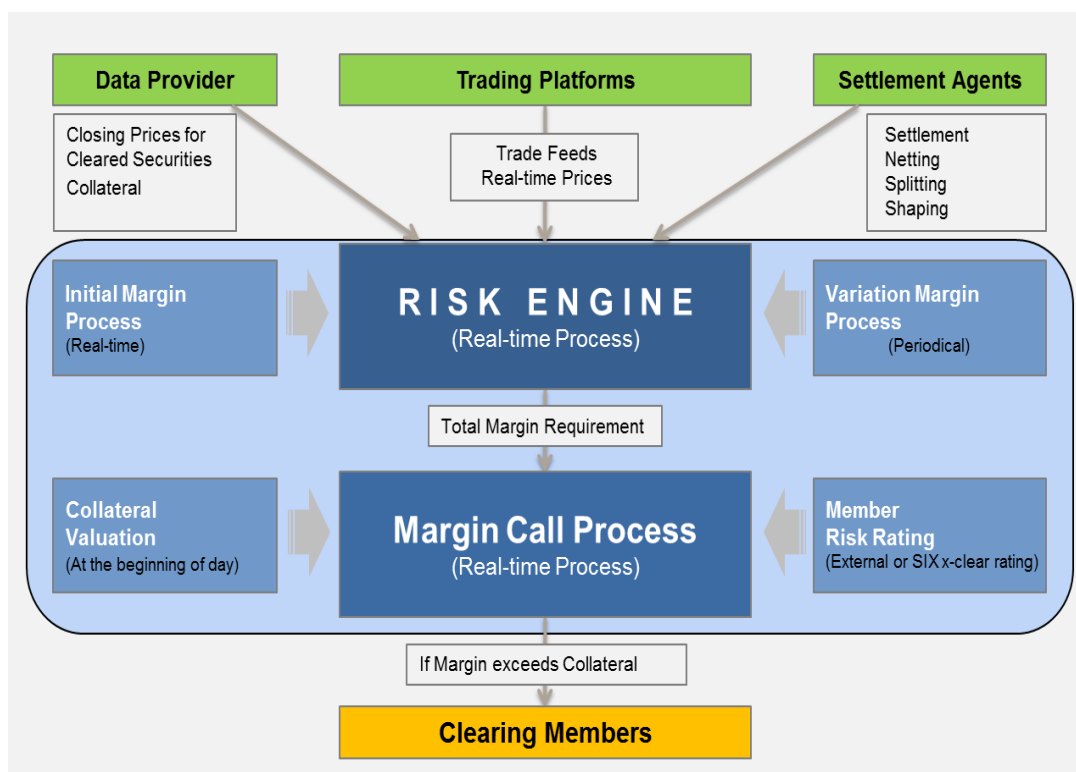 Data Provider
Trading Platforms
Settlement Agents
Closing Prices for
Cleared Securities
Collateral
Trade Feeds
Real-time Prices
Settlement
Netting
Splitting
Shaping
Initial Margin
Process
(Real-time)
RISK ENGINE
(Real-time Process)
Variation Margin
Process
(Periodical)
Total Margin Requirement
Collateral
Valuation
(At the beginning of day)
Margin Call Process
(Real-time Process)
Member
Risk Rating
(External or SIX x-clear rating)
If Margin exceeds Collateral
Clearing Members